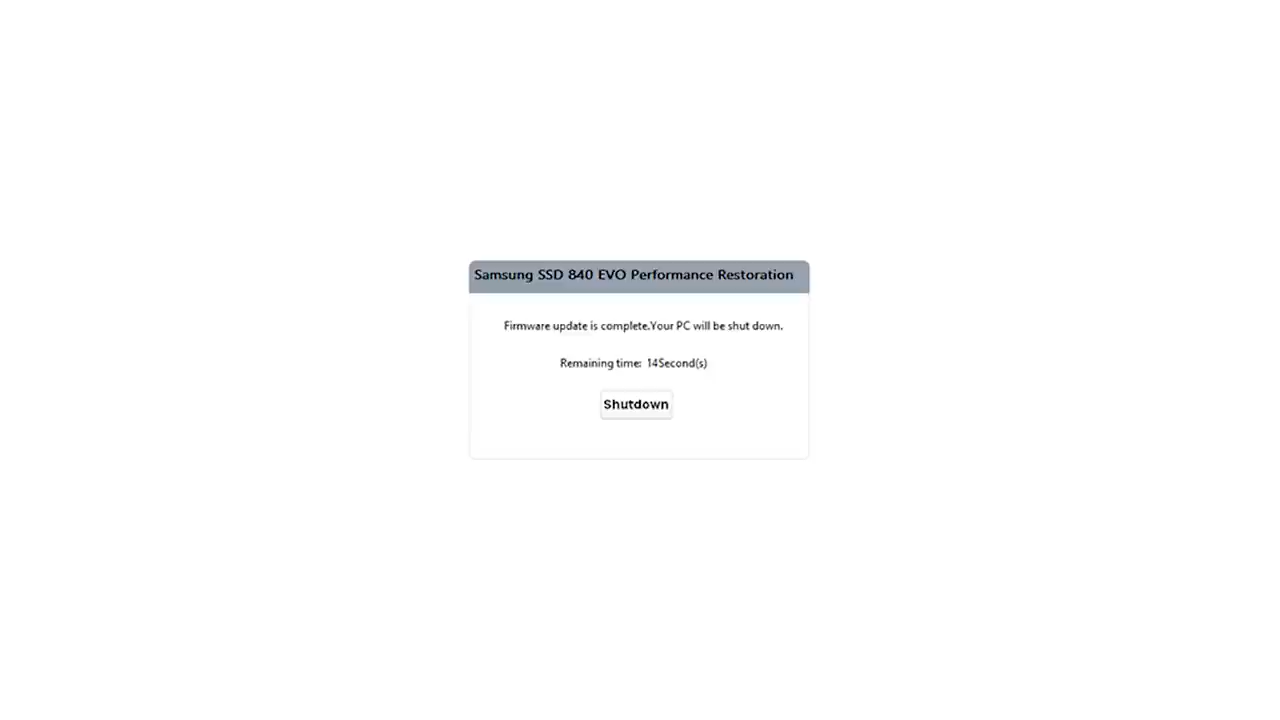 Samsung SSD 840 EVO Performance Restoration
Firmware update is complete.Your PC will be shut down.
Remaining time: 14Second(s)
Shutdown